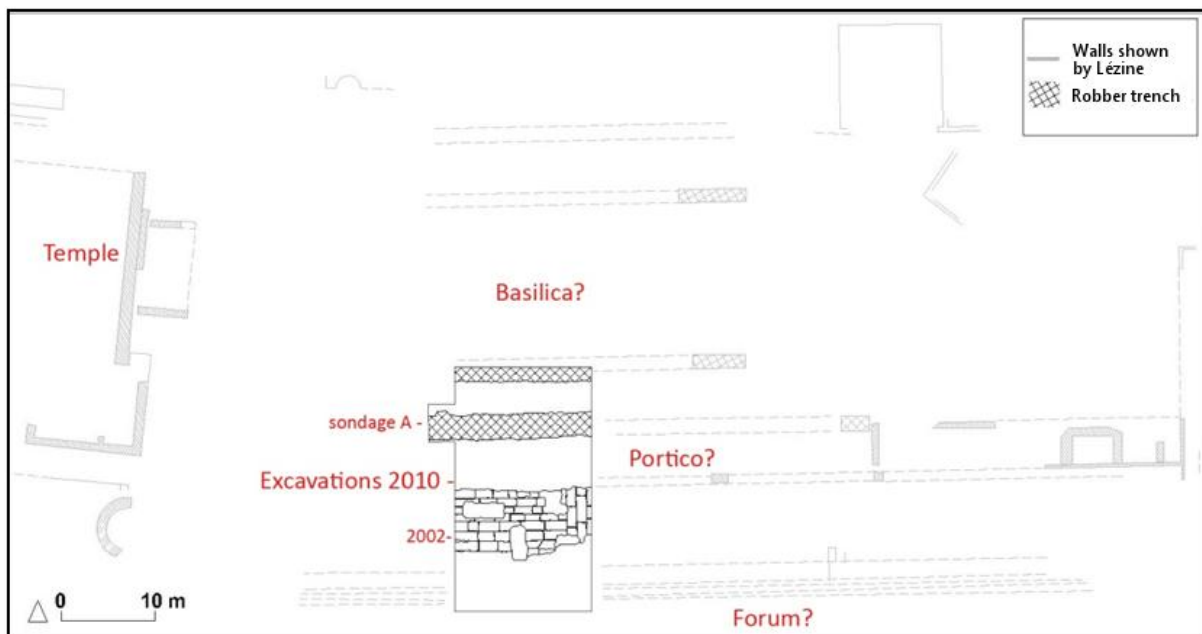 Walls shown
by Lézine
Robber trench
Temple
Basilica?
sondage A -
Portico?
Excavations 2010 -
2002-
Forum?
0 10 m